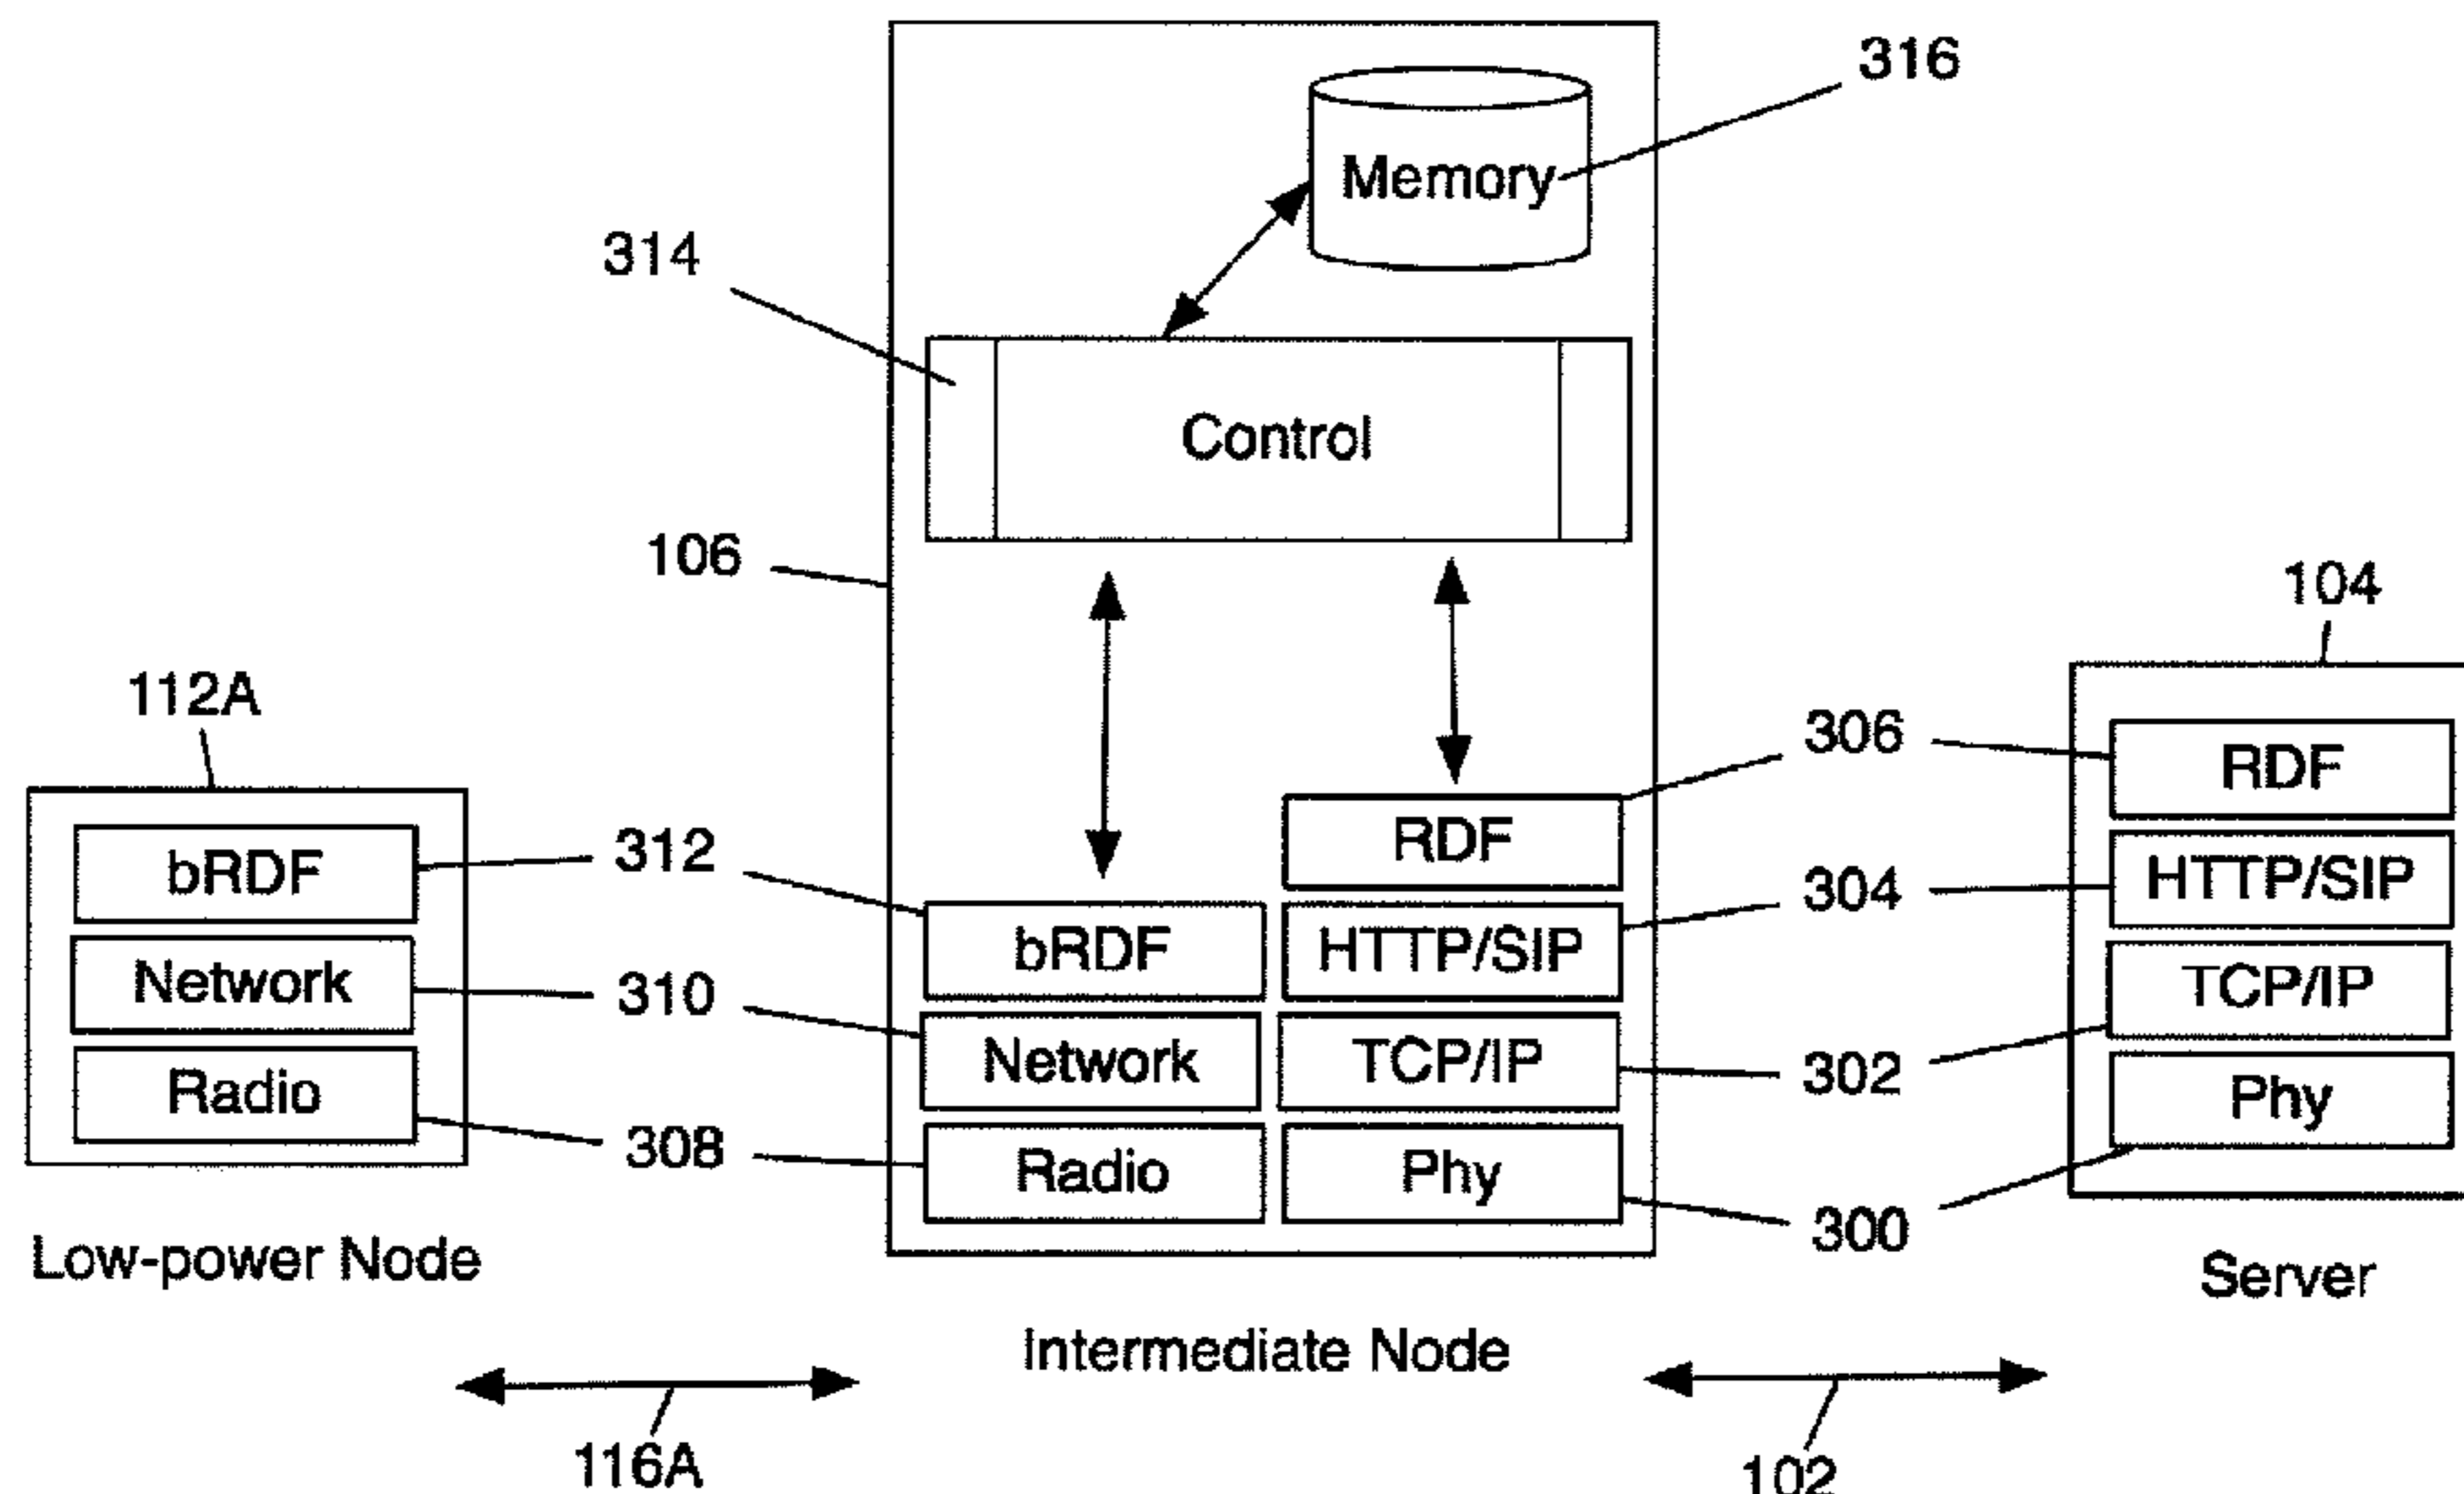 316
Memory
314
Control
106
104
112A
306
RDF
bRDF
312
RDF
304
HTTP/SIP
Network
310
bRDF
HTTP/SIP
TCP/IP
Radio
Network
TCP/IP
302
Phy
308
Radio
Phy
300
Low-power Node
Server
Intermediate Node
116A
102